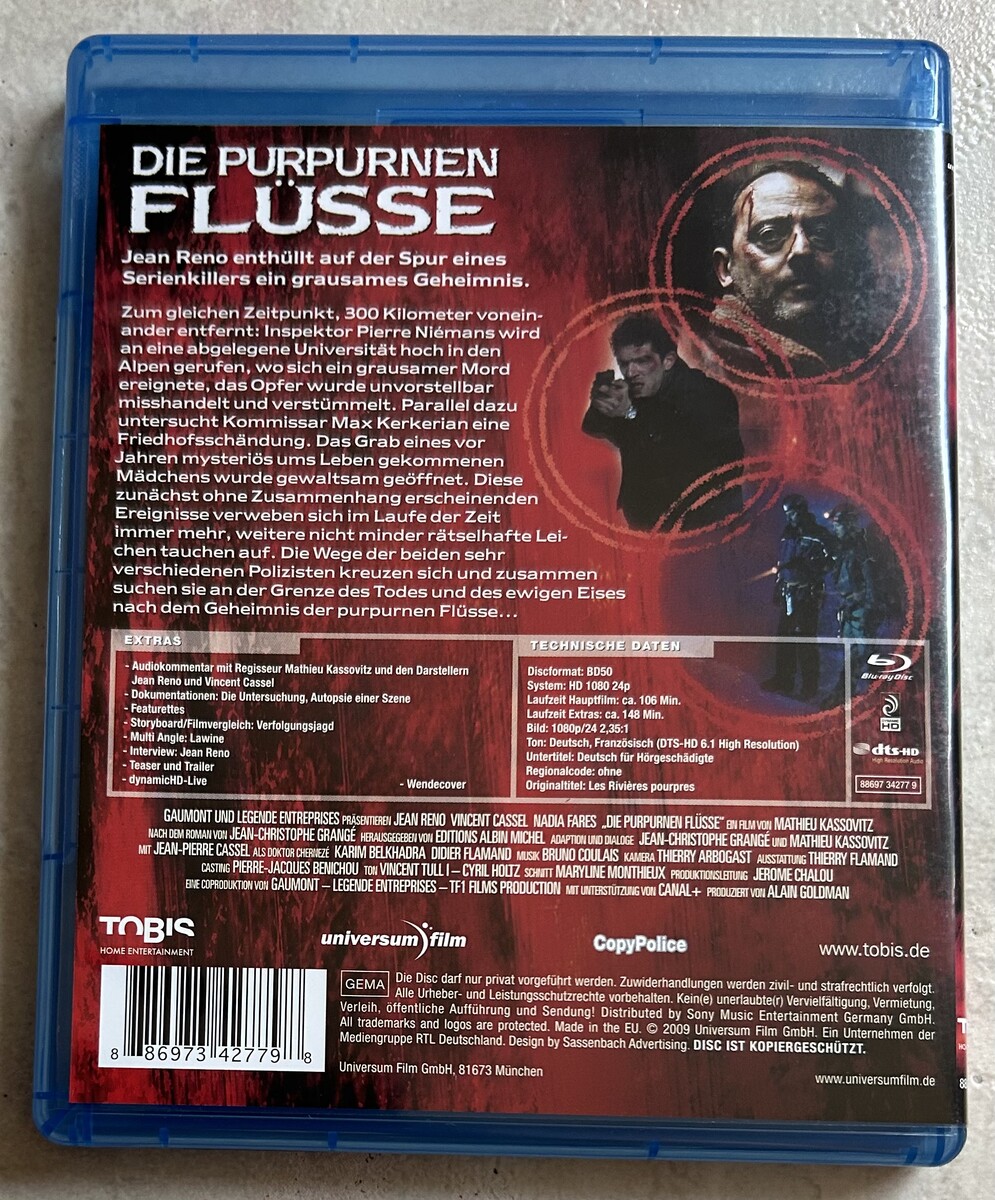 DIE PURPURNEN
FLÜSSE
Jean Reno enthüllt auf der Spur eines
Serienkillers ein grausames Geheimnis.
Zum gleichen Zeitpunkt, 300 Kilometer vonein-
ander entfernt: Inspektor Pierre Niémans wird
an eine abgelegene Universität hoch in den
Alpen gerufen, wo sich ein grausamer Mord
ereignete, das Opfer wurde unvorstellbar
misshandelt und verstümmelt. Parallel dazu
untersucht Kommissar Max Kerkerian eine
Friedhofsschändung. Das Grab eines vor
Jahren mysteriös ums Leben gekommenen
Mädchens wurde gewaltsam geöffnet. Diese
zunächst ohne Zusammenhang erscheinenden
Ereignisse verweben sich im Laufe der Zeit
immer mehr, weitere nicht minder rätselhafte Lei-
chen tauchen auf. Die Wege der beiden sehr
verschiedenen Polizisten kreuzen sich und zusammen
suchen sie an der Grenze des Todes und des ewigen Eises
nach dem Geheimnis der purpurnen Flüsse...
EXTRAS
- Audiokommentar mit Regisseur Mathieu Kassovitz und den Darstellern
Jean Reno und Vincent Cassel
- Dokumentationen: Die Untersuchung, Autopsie einer Szene
- Featurettes
- Storyboard/Filmvergleich: Verfolgungsjagd
- Multi Angle: Lawine
- Interview: Jean Reno
- Teaser und Trailer
- dynamicHD-Live
- Wendecover
TECHNISCHE DATEN
Discformat: BD50
System: HD 1080 24p
Laufzeit Hauptfilm: ca. 106 Min.
Laufzeit Extras: ca. 148 Min.
Bild: 1080p/24 2,35:1
Ton: Deutsch, Französisch (DTS-HD 6.1 High Resolution)
Untertitel: Deutsch für Hörgeschädigte
Regionalcode: ohne
Originaltitel: Les Rivières pourpres
Blu-ray Disc
HD
dts-HD
High Resolution Audio
88697 34277 9
GAUMONT UND LEGENDE ENTREPRISES PRÄSENTIEREN JEAN RENO VINCENT CASSEL NADIA FARES „DIE PURPURNEN FLÜSSE“ EIN FILM VON MATHIEU KASSOVITZ
NACH DEM ROMAN VON JEAN-CHRISTOPHE GRANGÉ HERAUSGEGEBEN VON EDITIONS ALBIN MICHEL ADAPTION UND DIALOGE JEAN-CHRISTOPHE GRANGÉ UND MATHIEU KASSOVITZ
MIT JEAN-PIERRE CASSEL ALS DOKTOR CHERNEZÉ KARIM BELKHADRA DIDIER FLAMAND MUSIK BRUNO COULAIS KAMERA THIERRY ARBOGAST AUSSTATTUNG THIERRY FLAMAND
CASTING PIERRE-JACQUES BENICHOU TON VINCENT TULL I – CYRIL HOLTZ SCHNITT MARYLINE MONTHIEUX PRODUKTIONSLEITUNG JEROME CHALOU
EINE COPRODUKTION VON GAUMONT – LEGENDE ENTREPRISES – TF1 FILMS PRODUCTION MIT UNTERSTÜTZUNG VON CANAL+ PRODUZIERT VON ALAIN GOLDMAN
TOBIS
HOME ENTERTAINMENT
universum film
CopyPolice
www.tobis.de
8 86973 42779 8
GEMA
Die Disc darf nur privat vorgeführt werden. Zuwiderhandlungen werden zivil- und strafrechtlich verfolgt.
Alle Urheber- und Leistungsschutzrechte vorbehalten. Kein(e) unerlaubte(r) Vervielfältigung, Vermietung,
Verleih, öffentliche Aufführung und Sendung! Distributed by Sony Music Entertainment Germany GmbH.
All trademarks and logos are protected. Made in the EU. © 2009 Universum Film GmbH. Ein Unternehmen der
Mediengruppe RTL Deutschland. Design by Sassenbach Advertising. DISC IST KOPIERGESCHÜTZT.
Universum Film GmbH, 81673 München
www.universumfilm.de